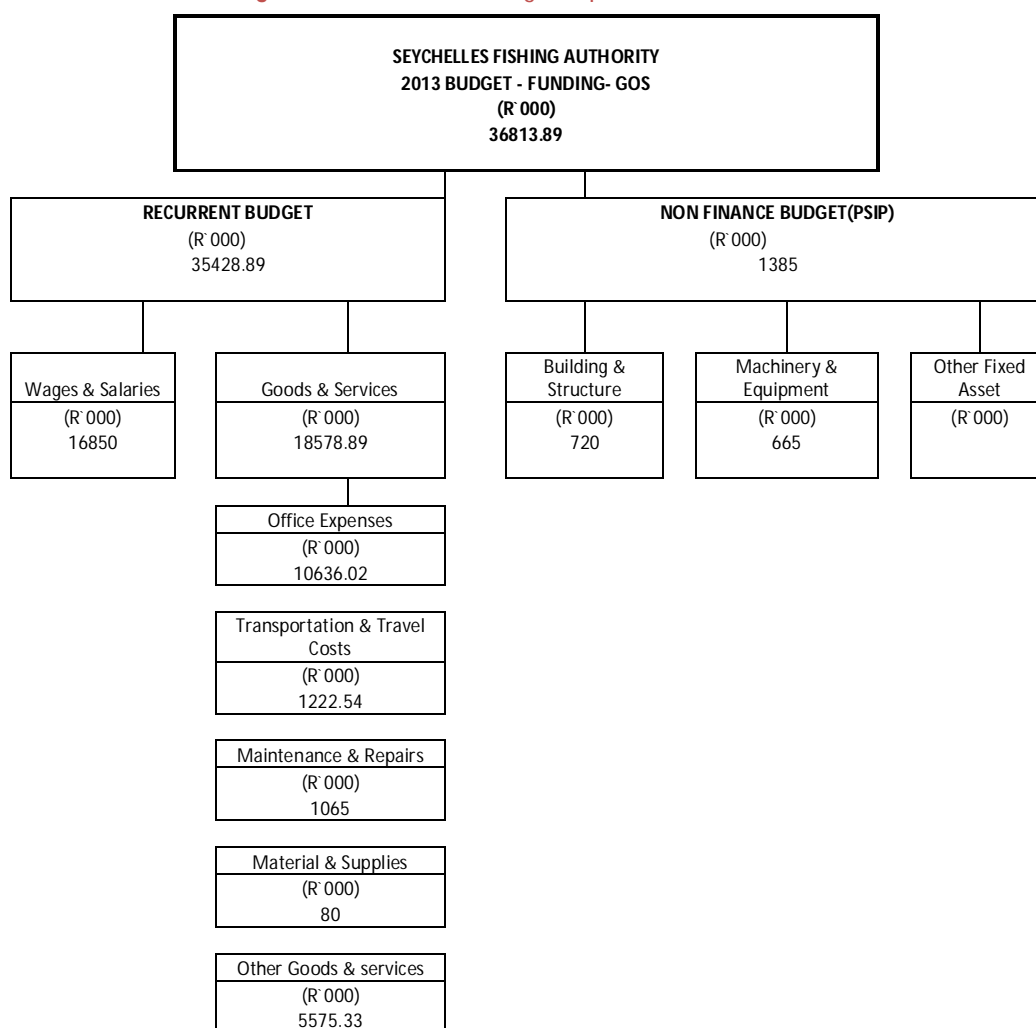 SEYCHELLES FISHING AUTHORITY
2013 BUDGET - FUNDING- GOS
(R`000)
36813.89
RECURRENT BUDGET
(R`000)
35428.89
NON FINANCE BUDGET(PSIP)
(R`000)
1385
Wages & Salaries
(R`000)
16850
Goods & Services
(R`000)
18578.89
Building &
Structure
(R`000)
720
Machinery &
Equipment
(R`000)
665
Other Fixed
Asset
(R`000)
Office Expenses
(R`000)
10636.02
Transportation & Travel
Costs
(R`000)
1222.54
Maintenance & Repairs
(R`000)
1065
Material & Supplies
(R`000)
80
Other Goods & services
(R`000)
5575.33